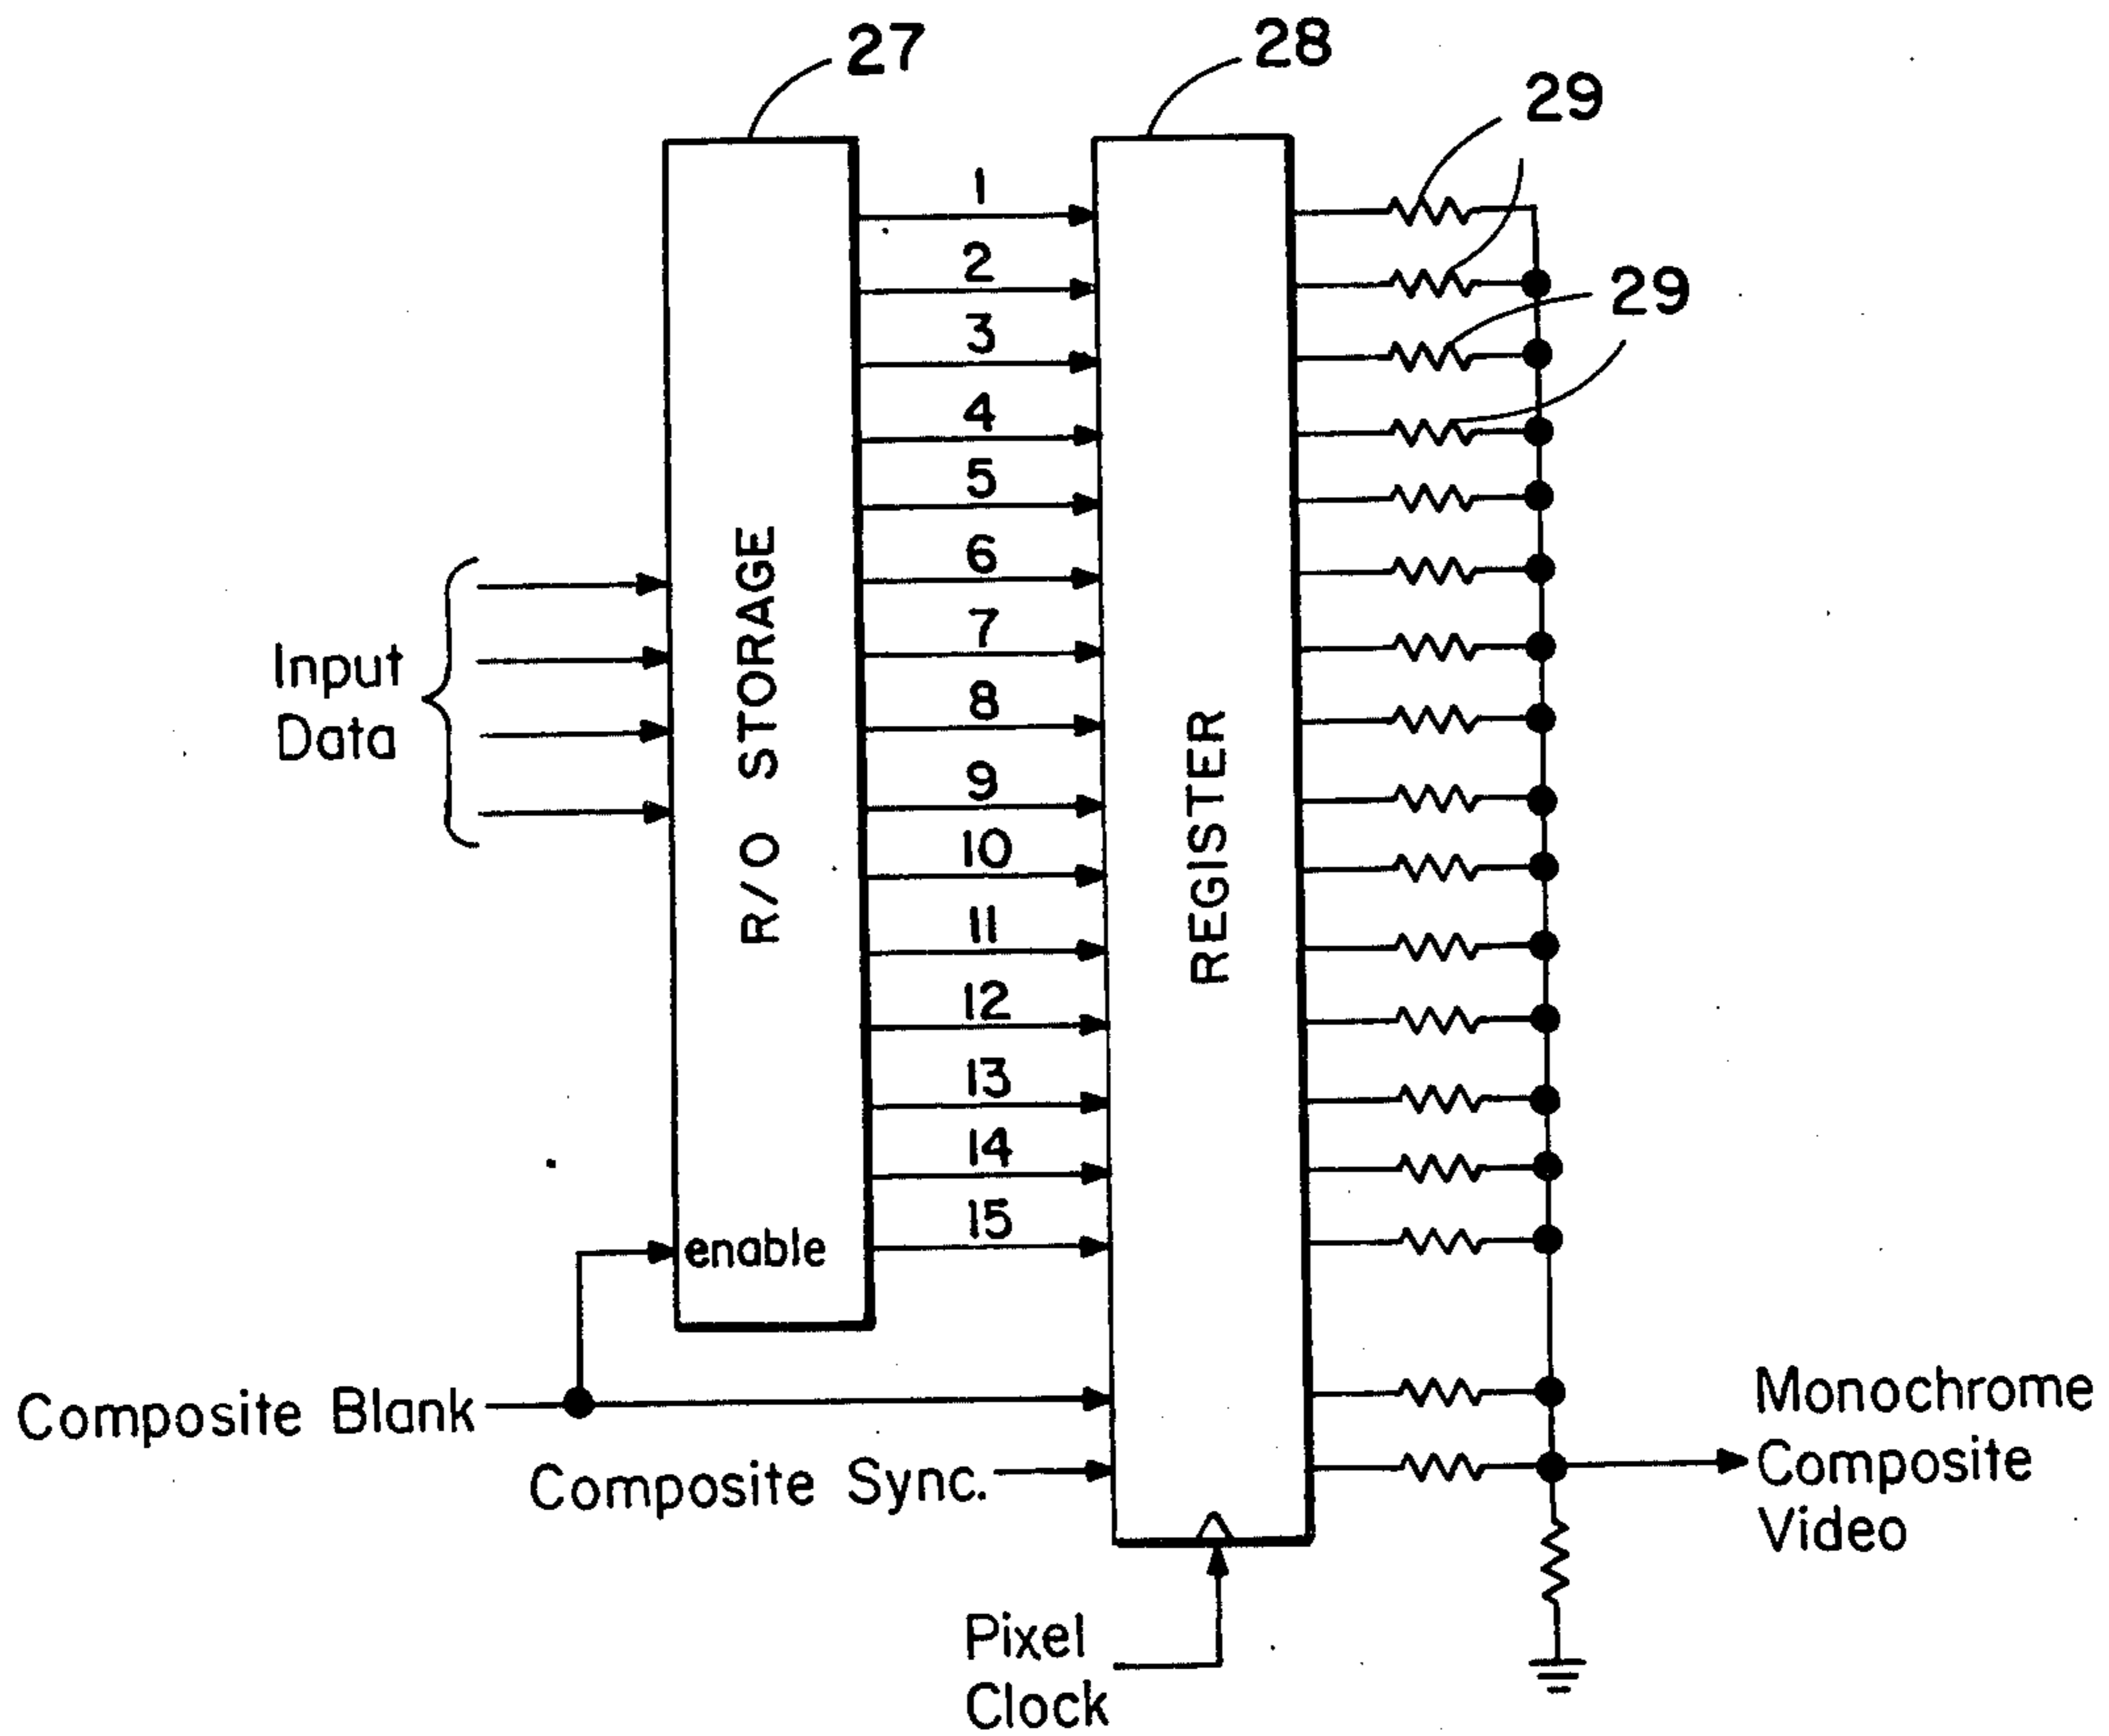 27
28
29
29
1
2
3
4
5
6
7
8
9
10
11
12
13
14
15
Input
Data
R/O STORAGE
REGISTER
enable
Composite Blank
Composite Sync.
Monochrome
Composite
Video
Pixel
Clock